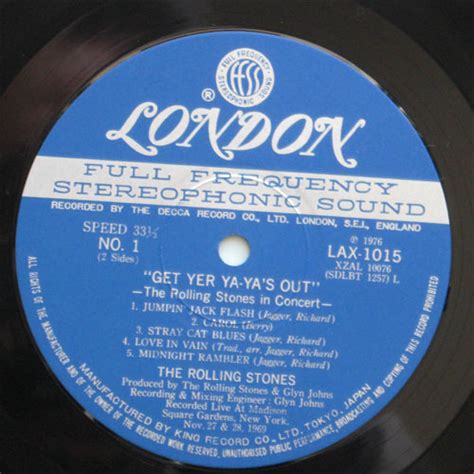 FULL FREQUENCY
FFSS
STEREOPHONIC SOUND
®
LONDON
FULL FREQUENCY
STEREOPHONIC SOUND
RECORDED BY THE DECCA RECORD CO., LTD. LONDON, S.E.I., ENGLAND
SPEED 33⅓
NO. 1
(2 Sides)
℗ 1976
LAX-1015
XZAL 10076
(SDLBT 1257) L
"GET YER YA-YA'S OUT"
—The Rolling Stones in Concert—
1. JUMPIN JACK FLASH (Jagger, Richard)
2. CAROL (Berry)
3. STRAY CAT BLUES (Jagger, Richard)
4. LOVE IN VAIN (Trad., arr. Jagger, Richard)
5. MIDNIGHT RAMBLER (Jagger, Richard)
THE ROLLING STONES
Produced by The Rolling Stones & Glyn Johns
Recording & Mixing Engineer: Glyn Johns
Recorded Live At Madison
Square Gardens, New York.
Nov. 27 & 28, 1969
MANUFACTURED BY KING RECORD CO., LTD. TOKYO, JAPAN
ALL RIGHTS OF THE MANUFACTURER AND OF THE OWNER OF THE RECORDED WORK RESERVED. UNAUTHORISED PUBLIC PERFORMANCE, BROADCASTING AND COPYING OF THIS RECORD PROHIBITED